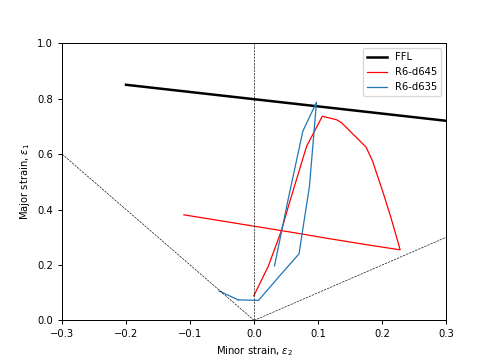 1.0
0.8
0.6
0.4
0.2
0.0
Major strain, ε₁
FFL
R6-d645
R6-d635
−0.3 −0.2 −0.1 0.0 0.1 0.2 0.3
Minor strain, ε₂